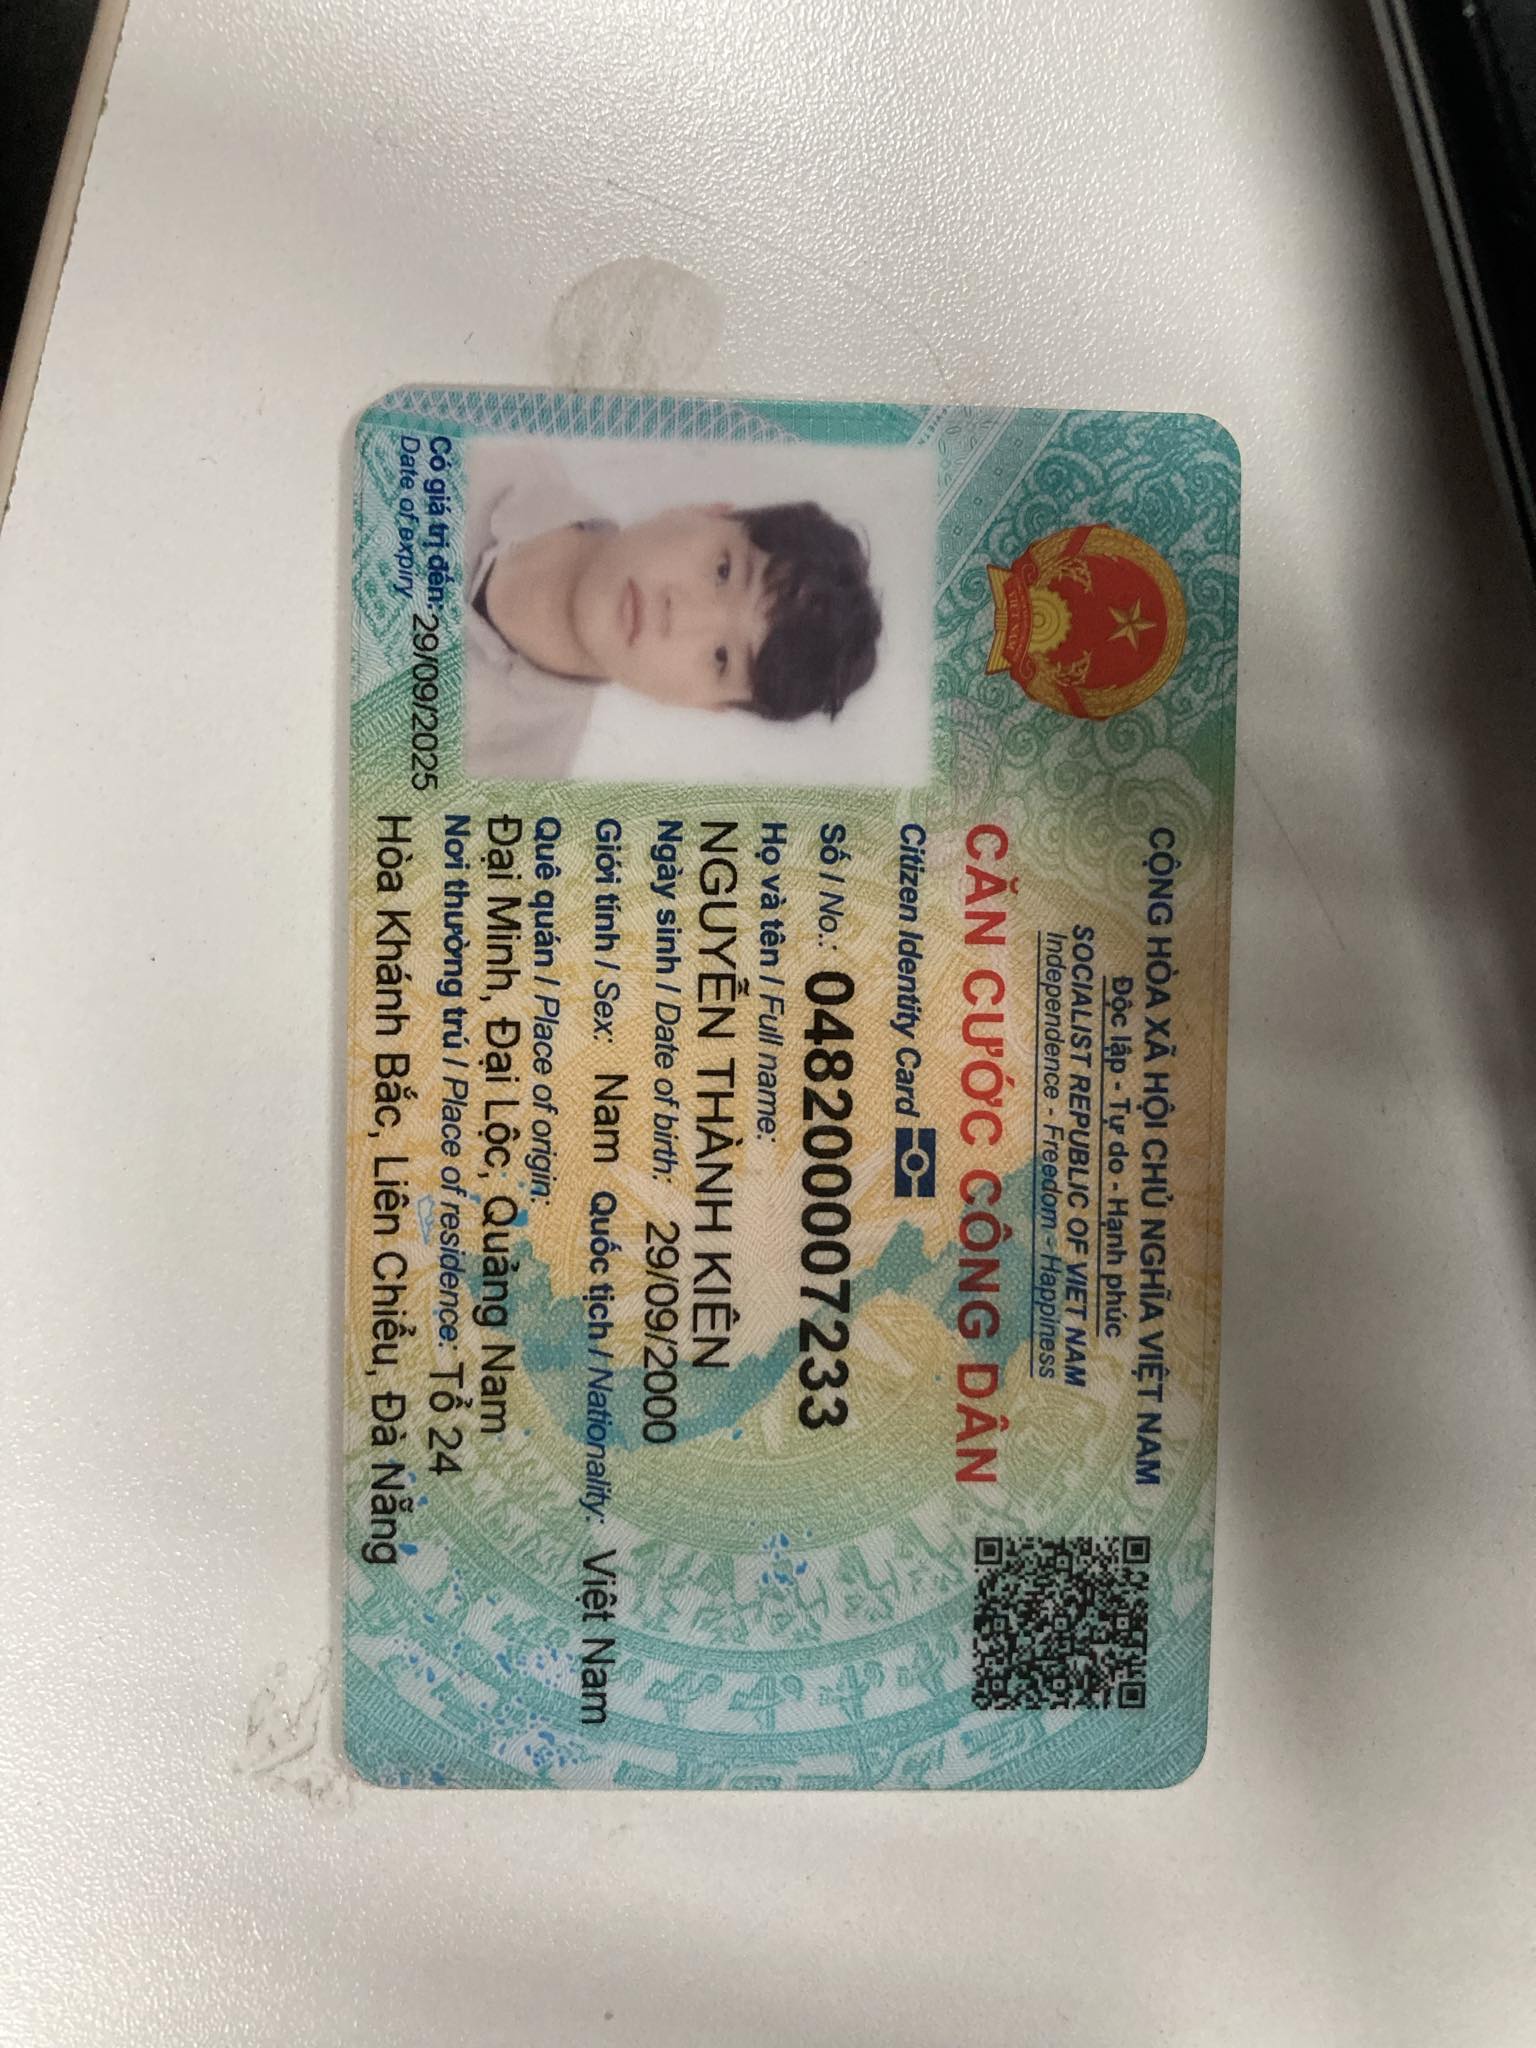 CỘNG HÒA XÃ HỘI CHỦ NGHĨA VIỆT NAM
Độc lập - Tự do - Hạnh phúc
SOCIALIST REPUBLIC OF VIET NAM
Independence - Freedom - Happiness
CĂN CƯỚC CÔNG DÂN
Citizen Identity Card
Số / No.: 048200007233
Họ và tên / Full name:
NGUYỄN THÀNH KIÊN
Ngày sinh / Date of birth: 29/09/2000
Giới tính / Sex: Nam Quốc tịch / Nationality: Việt Nam
Quê quán / Place of origin:
Đại Minh, Đại Lộc, Quảng Nam
Nơi thường trú / Place of residence: Tổ 24
Hòa Khánh Bắc, Liên Chiểu, Đà Nẵng
Có giá trị đến: 29/09/2025
Date of expiry
VIỆT NAM